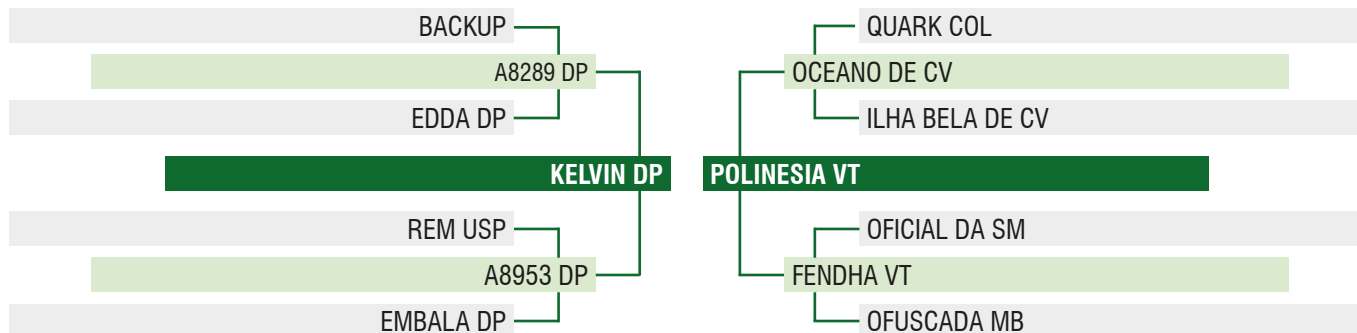 BACKUP
A8289 DP
EDDA DP
KELVIN DP
REM USP
A8953 DP
EMBALA DP
QUARK COL
OCEANO DE CV
ILHA BELA DE CV
POLINESIA VT
OFICIAL DA SM
FENDHA VT
OFUSCADA MB